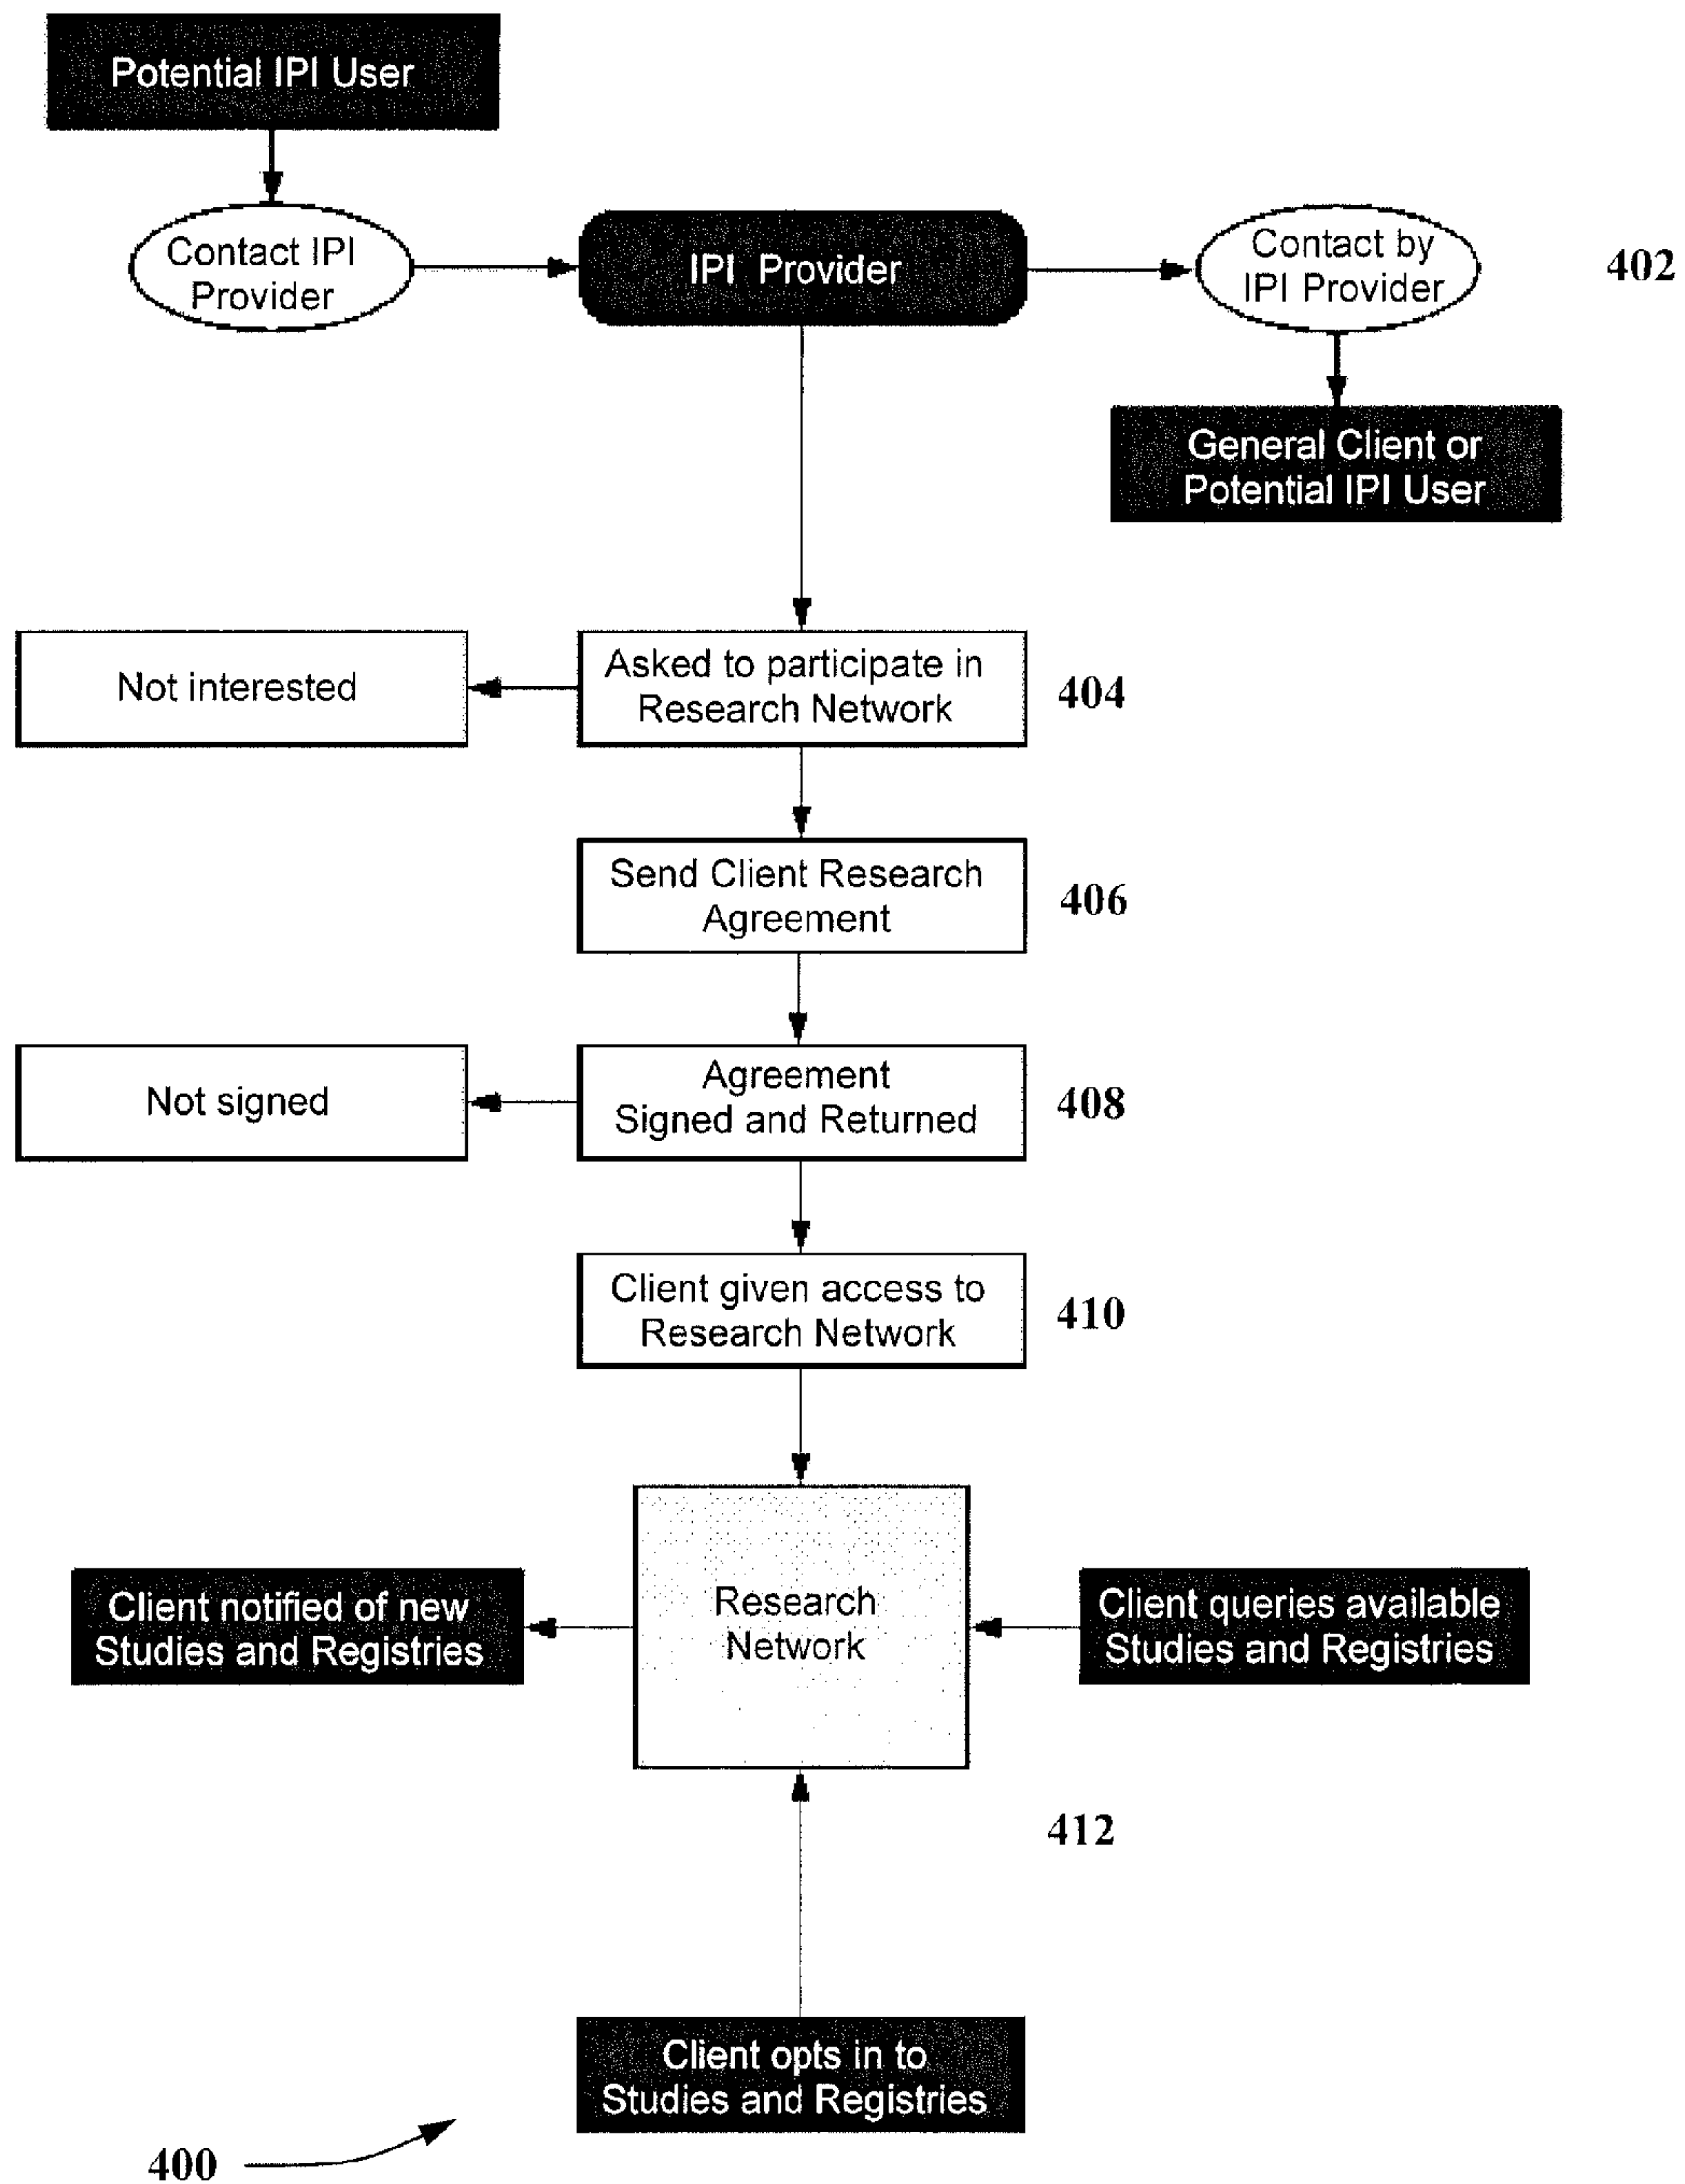 Potential IPI User
Contact IPI
Provider
IPI Provider
Contact by
IPI Provider
402
General Client or
Potential IPI User
Not interested
Asked to participate in
Research Network
404
Send Client Research
Agreement
406
Not signed
Agreement
Signed and Returned
408
Client given access to
Research Network
410
Client notified of new
Studies and Registries
Research
Network
Client queries available
Studies and Registries
412
Client opts in to
Studies and Registries
400